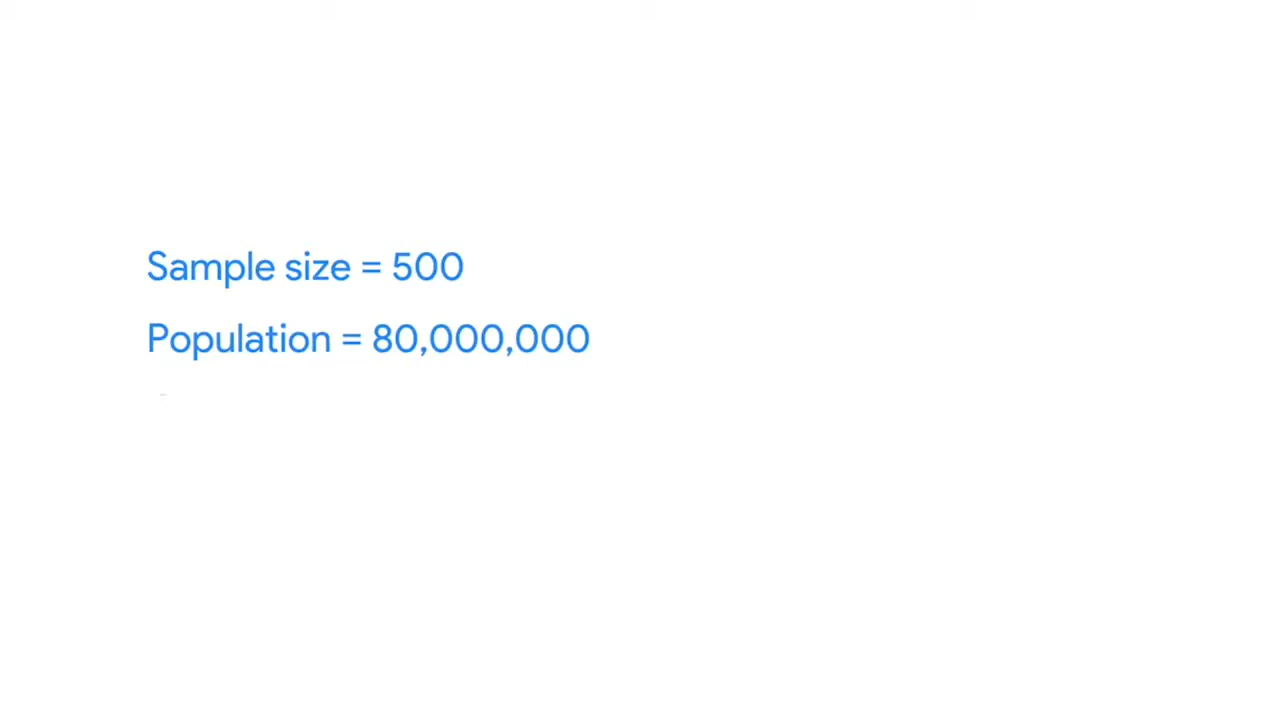 Sample size = 500
Population = 80,000,000